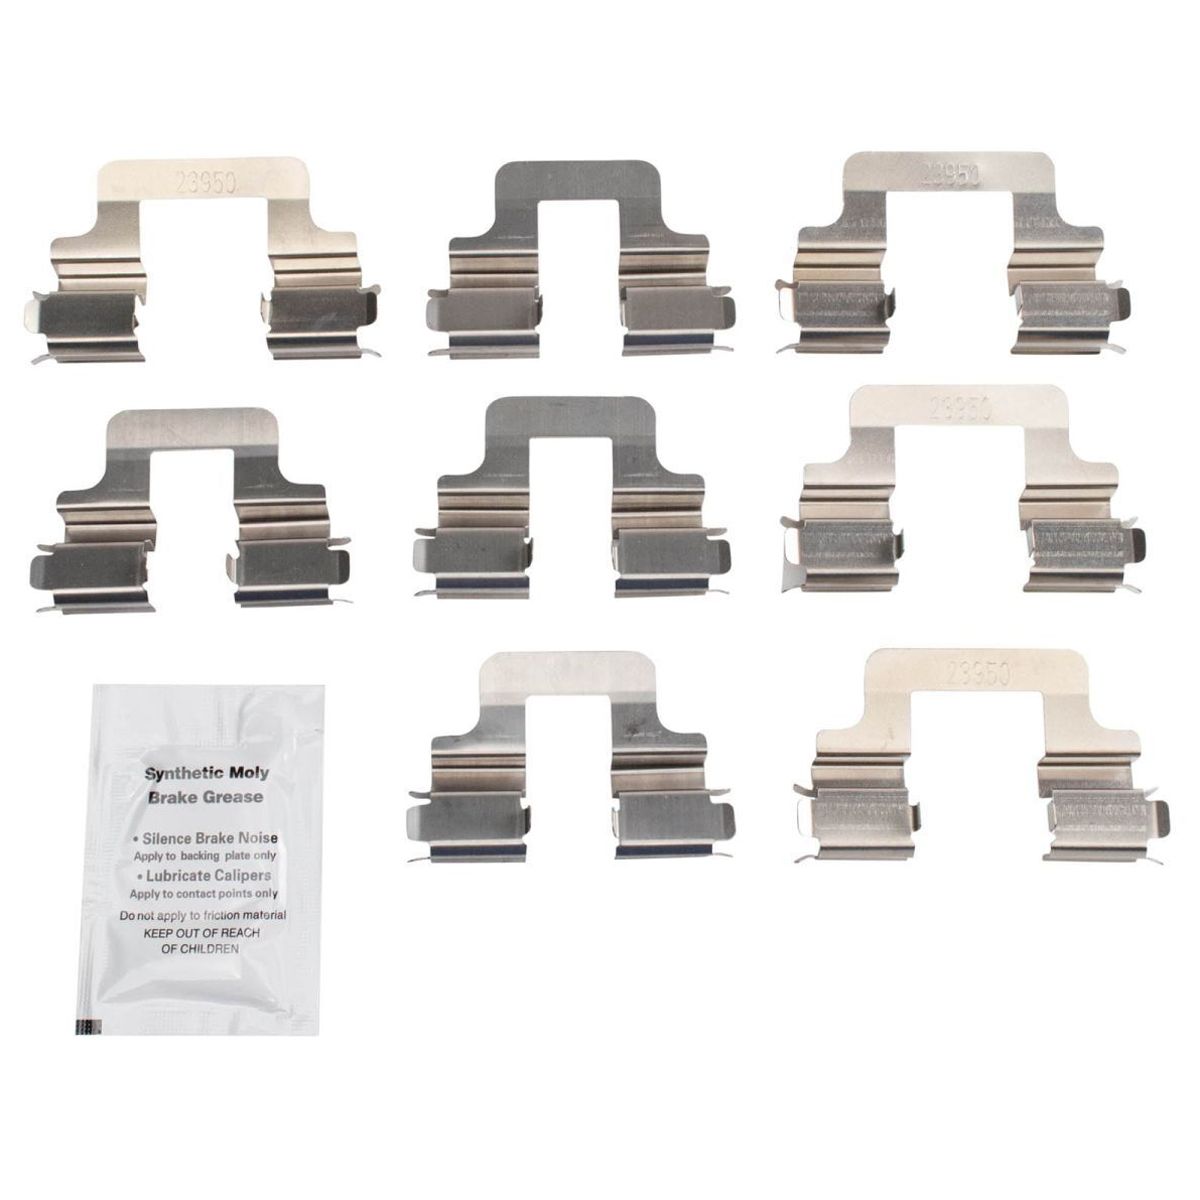 23950
23950
23950
23950
Synthetic Moly
Brake Grease
• Silence Brake Noise
Apply to backing plate only
• Lubricate Calipers
Apply to contact points only
Do not apply to friction material
KEEP OUT OF REACH
OF CHILDREN